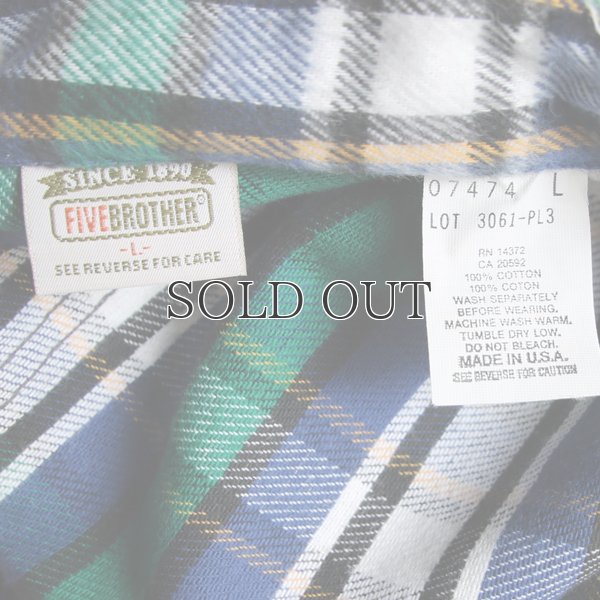 SINCE 1890
FIVEBROTHER®
-L-
SEE REVERSE FOR CARE
07474 L
LOT 3061-PL3
RN 14372
CA 20592
100% COTTON
100% COTON
WASH SEPARATELY
BEFORE WEARING.
MACHINE WASH WARM.
TUMBLE DRY LOW.
DO NOT BLEACH.
MADE IN U.S.A.
SEE REVERSE FOR CAUTION
SOLD OUT